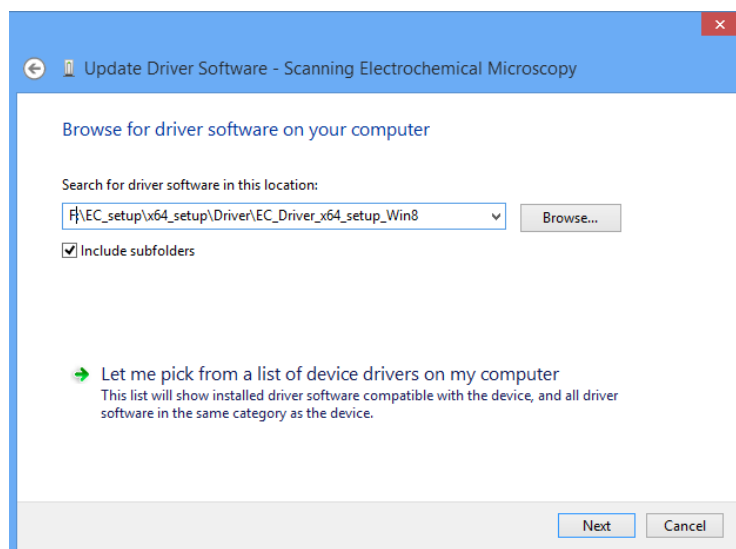 Update Driver Software - Scanning Electrochemical Microscopy
Browse for driver software on your computer
Search for driver software in this location:
F:\EC_setup\x64_setup\Driver\EC_Driver_x64_setup_Win8
Browse...
Include subfolders
Let me pick from a list of device drivers on my computer
This list will show installed driver software compatible with the device, and all driver
software in the same category as the device.
Next
Cancel